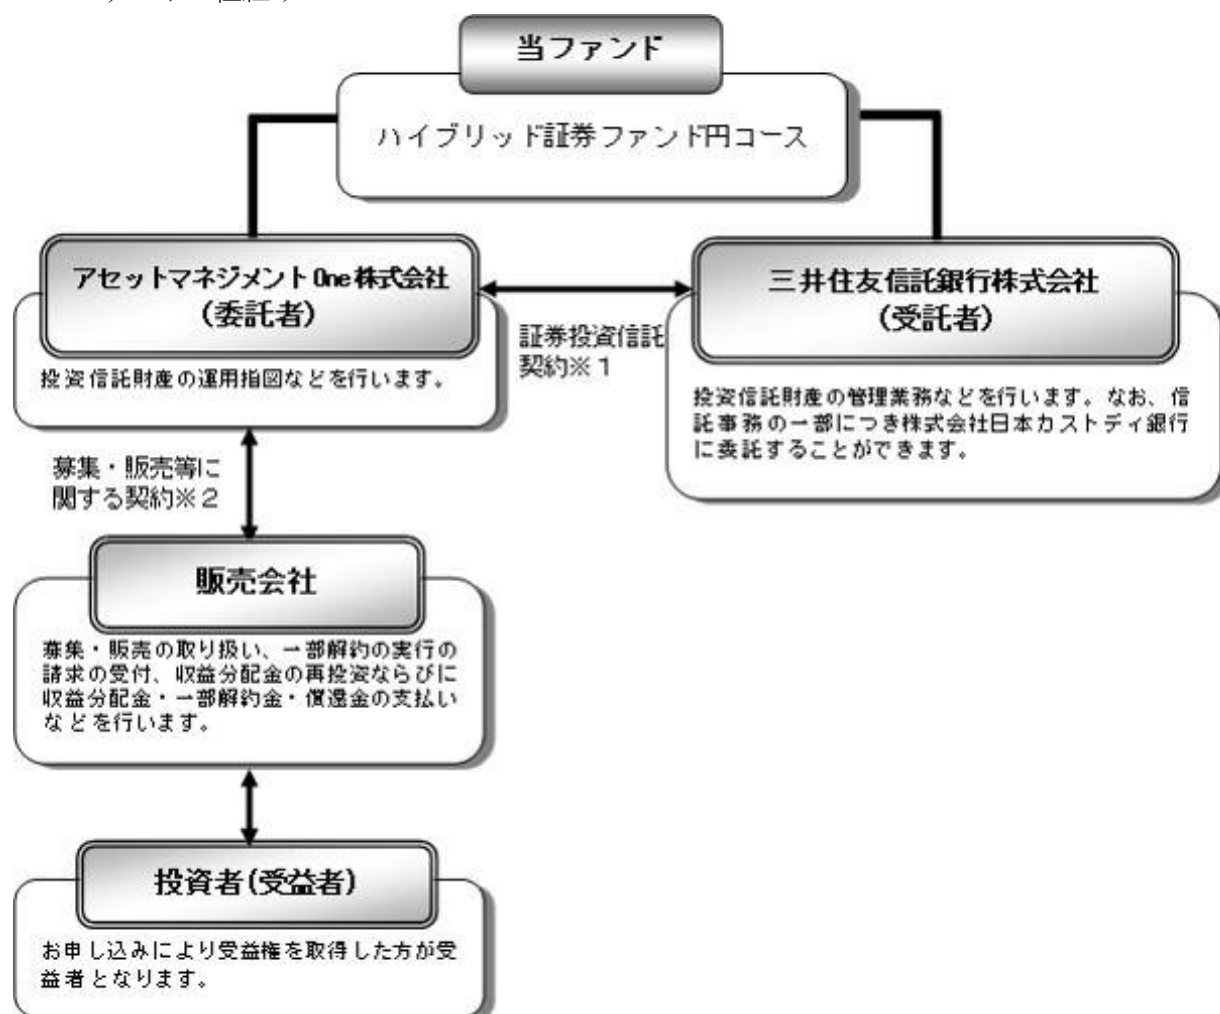 当ファンド
ハイブリッド証券ファンド円コース
アセットマネジメントOne株式会社
(委託者)
投資信託財産の運用指図などを行います。
証券投資信託
契約※1
三井住友信託銀行株式会社
(受託者)
投資信託財産の管理業務などを行います。なお、信
託事務の一部につき株式会社日本カストディ銀行
に委託することができます。
募集・販売等に
関する契約※2
販売会社
募集・販売の取り扱い、一部解約の実行の
請求の受付、収益分配金の再投資ならびに
収益分配金・一部解約金・償還金の支払い
などを行います。
投資者(受益者)
お申し込みにより受益権を取得した方が受
益者となります。